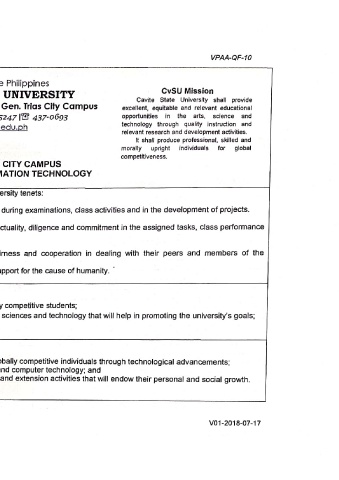 VPAA-QF-10
e Philippines
UNIVERSITY
Gen. Trias City Campus
5247 |☏ 437-0693
edu.ph
CvSU Mission
Cavite State University shall provide
excellent, equitable and relevant educational
opportunities in the arts, science and
technology through quality instruction and
relevant research and development activities.
It shall produce professional, skilled and
morally upright individuals for global
competitiveness.
CITY CAMPUS
MATION TECHNOLOGY
ersity tenets:
during examinations, class activities and in the development of projects.
ctuality, diligence and commitment in the assigned tasks, class performance
irness and cooperation in dealing with their peers and members of the
upport for the cause of humanity.
y competitive students;
sciences and technology that will help in promoting the university's goals;
obally competitive individuals through technological advancements;
nd computer technology; and
and extension activities that will endow their personal and social growth.
V01-2018-07-17